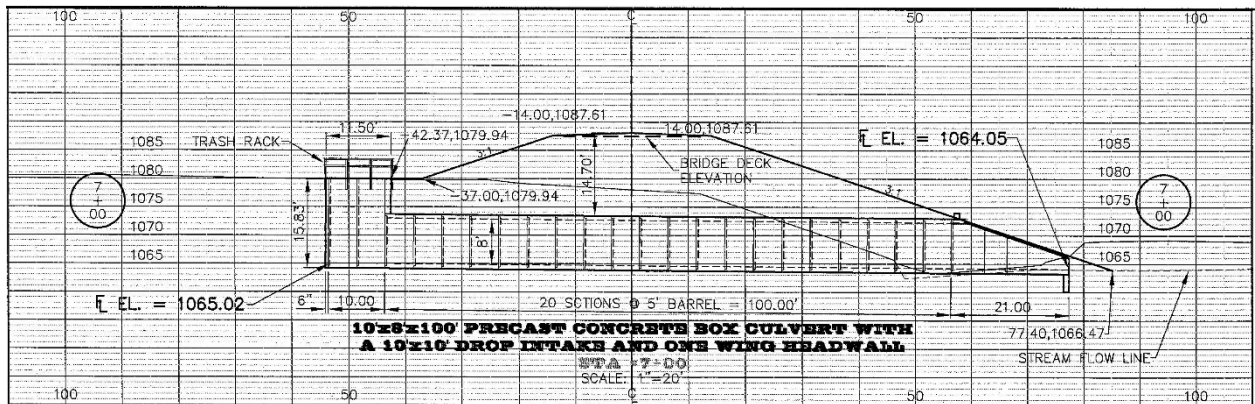 100 50 0 50 100
-14.00,1087.61
14.00,1087.61
11.50'
-42.37,1079.94
TRASH RACK
3:1
14.70'
BRIDGE DECK
ELEVATION
℄ EL. = 1064.05
1085
1080
1075
1070
1065
7
+
00
15.83'
-37.00,1079.94
8'
3:1
1085
1080
1075
1070
1065
7
+
00
℄ EL. = 1065.02
6" 10.00
20 SCTIONS @ 5' BARREL = 100.00'
21.00
77.40,1066.47
STREAM FLOW LINE
10'x8'x100' PRECAST CONCRETE BOX CULVERT WITH
A 10'x10' DROP INTAKE AND ONE WING HEADWALL
STA =7+00
SCALE: 1"=20'
100 50 0 50 100